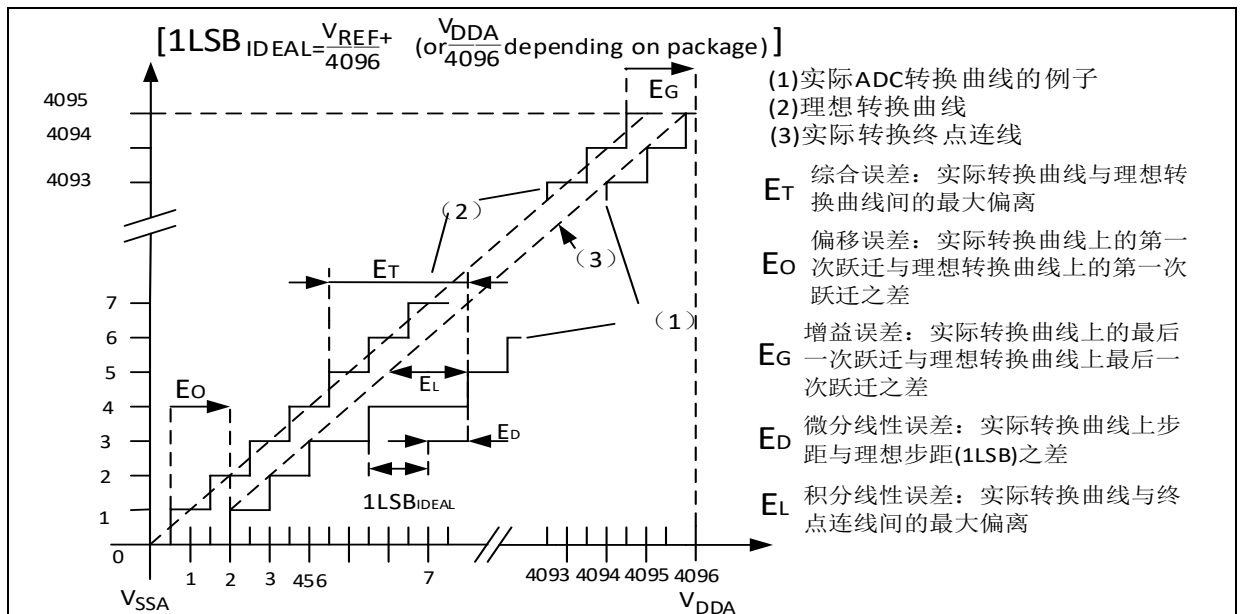 [1LSB IDEAL=VREF+/4096 (or VDDA/4096 depending on package)]
EG
(1)实际ADC转换曲线的例子
(2)理想转换曲线
(3)实际转换终点连线
ET 综合误差：实际转换曲线与理想转
换曲线间的最大偏离
EO 偏移误差：实际转换曲线上的第一
次跃迁与理想转换曲线上的第一次
跃迁之差
EG 增益误差：实际转换曲线上的最后
一次跃迁与理想转换曲线上最后一
次跃迁之差
ED 微分线性误差：实际转换曲线上步
距与理想步距(1LSB)之差
EL 积分线性误差：实际转换曲线与终
点连线间的最大偏离
4095
4094
4093
（2）
（3）
ET
（1）
7
6
5
EL
EO
4
3
ED
2
1LSBIDEAL
1
0
1 2 3 456 7 4093 4094 4095 4096
VSSA VDDA